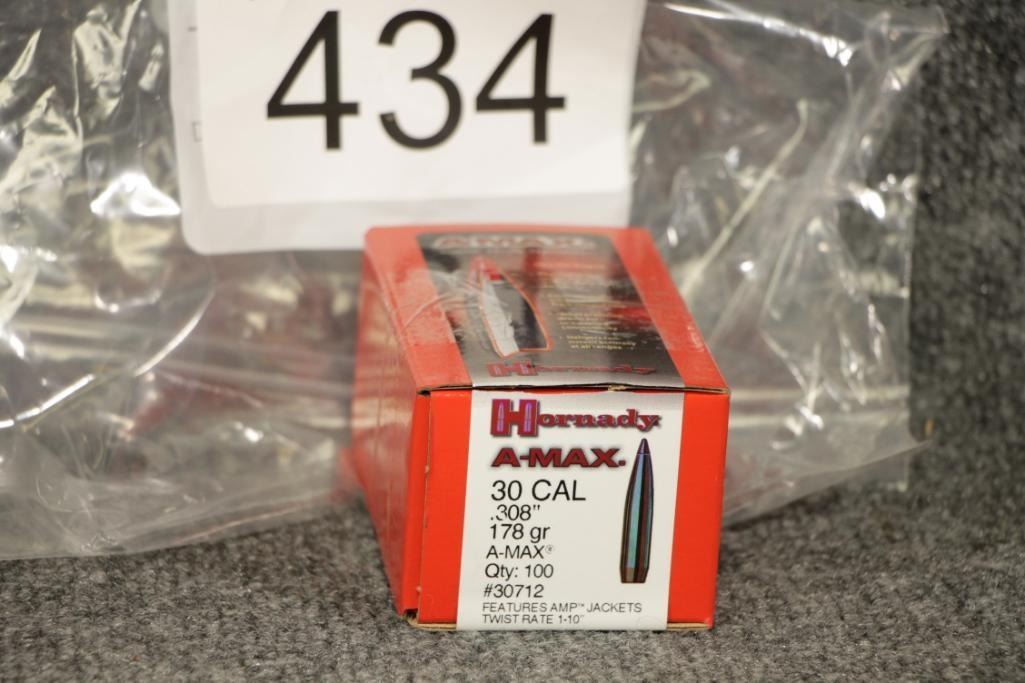 434
A-MAX
Hornady
Hornady
A-MAX.
30 CAL
.308"
178 gr
A-MAX®
Qty: 100
#30712
FEATURES AMP™ JACKETS
TWIST RATE 1-10"